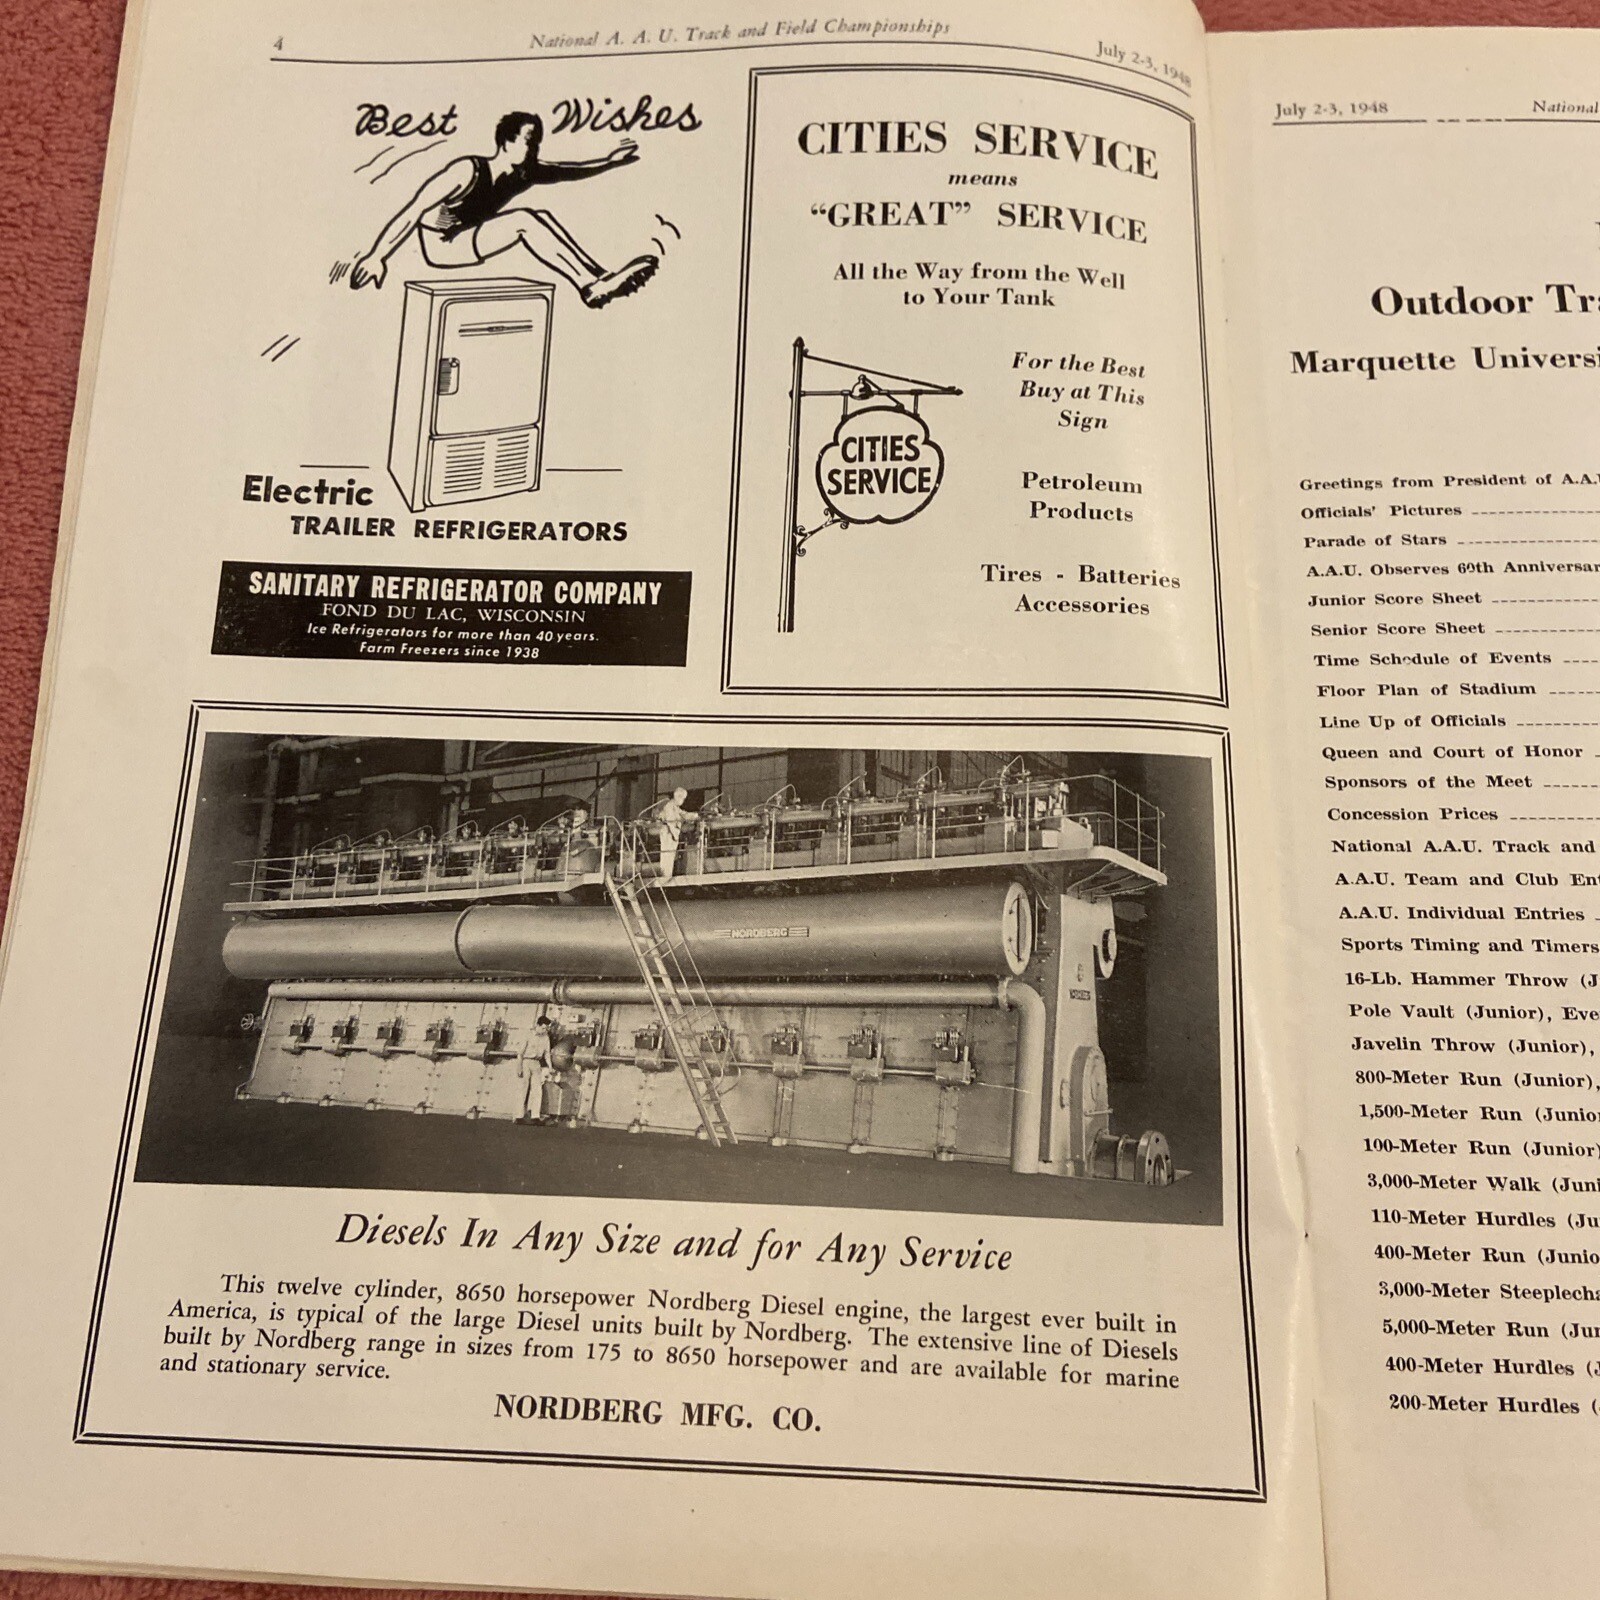 4
National A. A. U. Track and Field Championships
July 2-3, 1948
Best Wishes
Electric
TRAILER REFRIGERATORS
SANITARY REFRIGERATOR COMPANY
FOND DU LAC, WISCONSIN
Ice Refrigerators for more than 40 years.
Farm Freezers since 1938
CITIES SERVICE
means
“GREAT” SERVICE
All the Way from the Well
to Your Tank
CITIES
SERVICE
For the Best
Buy at This
Sign
Petroleum
Products
Tires - Batteries
Accessories
NORDBERG
Diesels In Any Size and for Any Service
This twelve cylinder, 8650 horsepower Nordberg Diesel engine, the largest ever built in
America, is typical of the large Diesel units built by Nordberg. The extensive line of Diesels
built by Nordberg range in sizes from 175 to 8650 horsepower and are available for marine
and stationary service.
NORDBERG MFG. CO.
July 2-3, 1948
National
Outdoor
Marquette
Greetings from President of
Officials' Pictures
Parade of Stars
A.A.U. Observes 60th
Junior Score Sheet
Senior Score Sheet
Time Schedule of Events
Floor Plan of Stadium
Line Up of Officials
Queen and Court of Honor
Sponsors of the Meet
Concession Prices
National A.A.U. Track and
A.A.U. Team and Club
A.A.U. Individual Entries
Sports Timing and Timers
16-Lb. Hammer Throw
Pole Vault (Junior),
Javelin Throw (Junior),
800-Meter Run (Junior),
1,500-Meter Run
100-Meter Run (Junior)
3,000-Meter Walk
110-Meter Hurdles
400-Meter Run
3,000-Meter
5,000-Meter Run
400-Meter Hurdles
200-Meter Hurdles